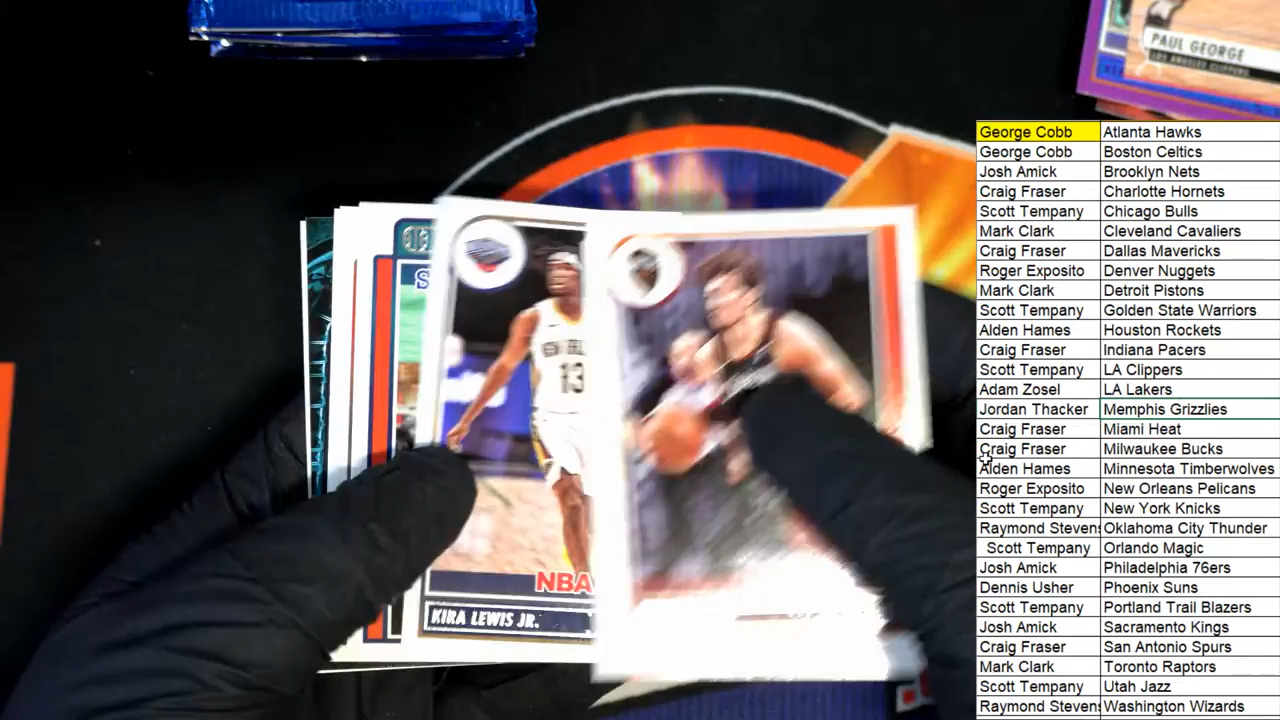 PAUL GEORGE
LOS ANGELES CLIPPERS
George Cobb Atlanta Hawks
George Cobb Boston Celtics
Josh Amick Brooklyn Nets
Craig Fraser Charlotte Hornets
Scott Tempany Chicago Bulls
Mark Clark Cleveland Cavaliers
Craig Fraser Dallas Mavericks
Roger Exposito Denver Nuggets
Mark Clark Detroit Pistons
Scott Tempany Golden State Warriors
Alden Hames Houston Rockets
Craig Fraser Indiana Pacers
Scott Tempany LA Clippers
Adam Zosel LA Lakers
Jordan Thacker Memphis Grizzlies
Craig Fraser Miami Heat
Craig Fraser Milwaukee Bucks
Alden Hames Minnesota Timberwolves
Roger Exposito New Orleans Pelicans
Scott Tempany New York Knicks
Raymond Stevens Oklahoma City Thunder
Scott Tempany Orlando Magic
Josh Amick Philadelphia 76ers
Dennis Usher Phoenix Suns
Scott Tempany Portland Trail Blazers
Josh Amick Sacramento Kings
Craig Fraser San Antonio Spurs
Mark Clark Toronto Raptors
Scott Tempany Utah Jazz
Raymond Stevens Washington Wizards
13
NBA
KIRA LEWIS JR.